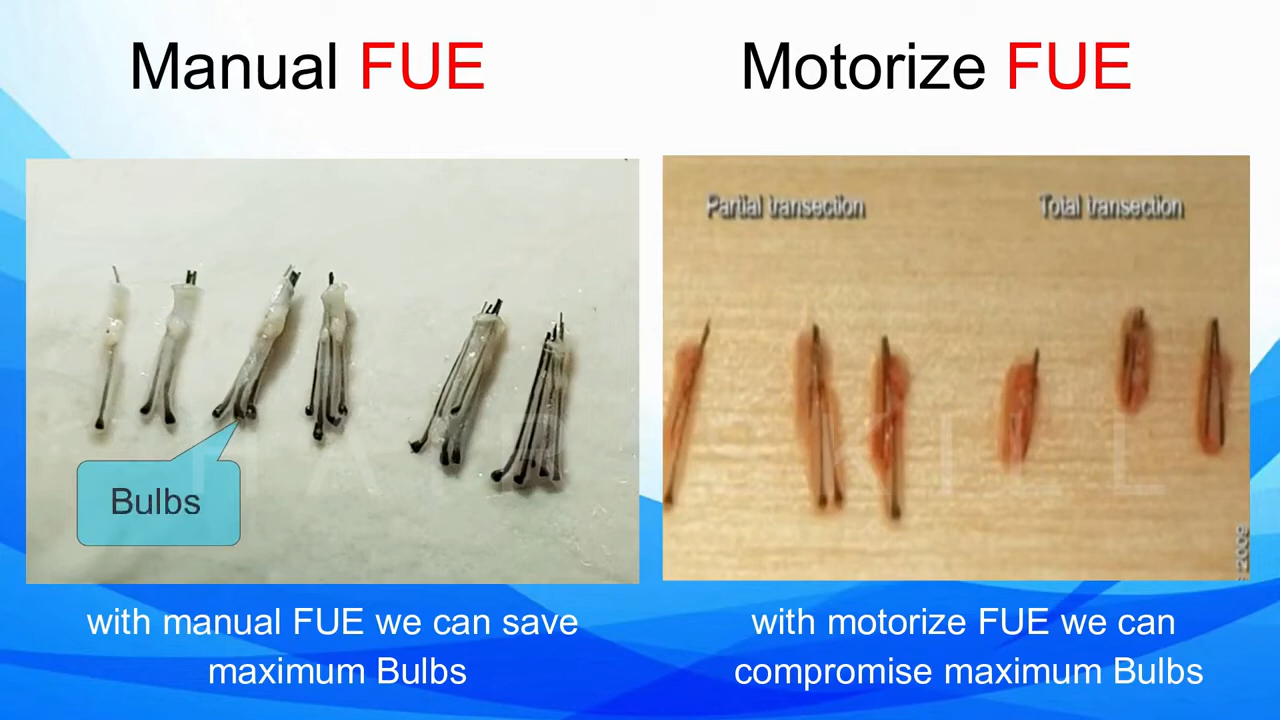 Manual FUE
Motorize FUE
Partial transection
Total transection
Bulbs
2009
with manual FUE we can save
maximum Bulbs
with motorize FUE we can
compromise maximum Bulbs